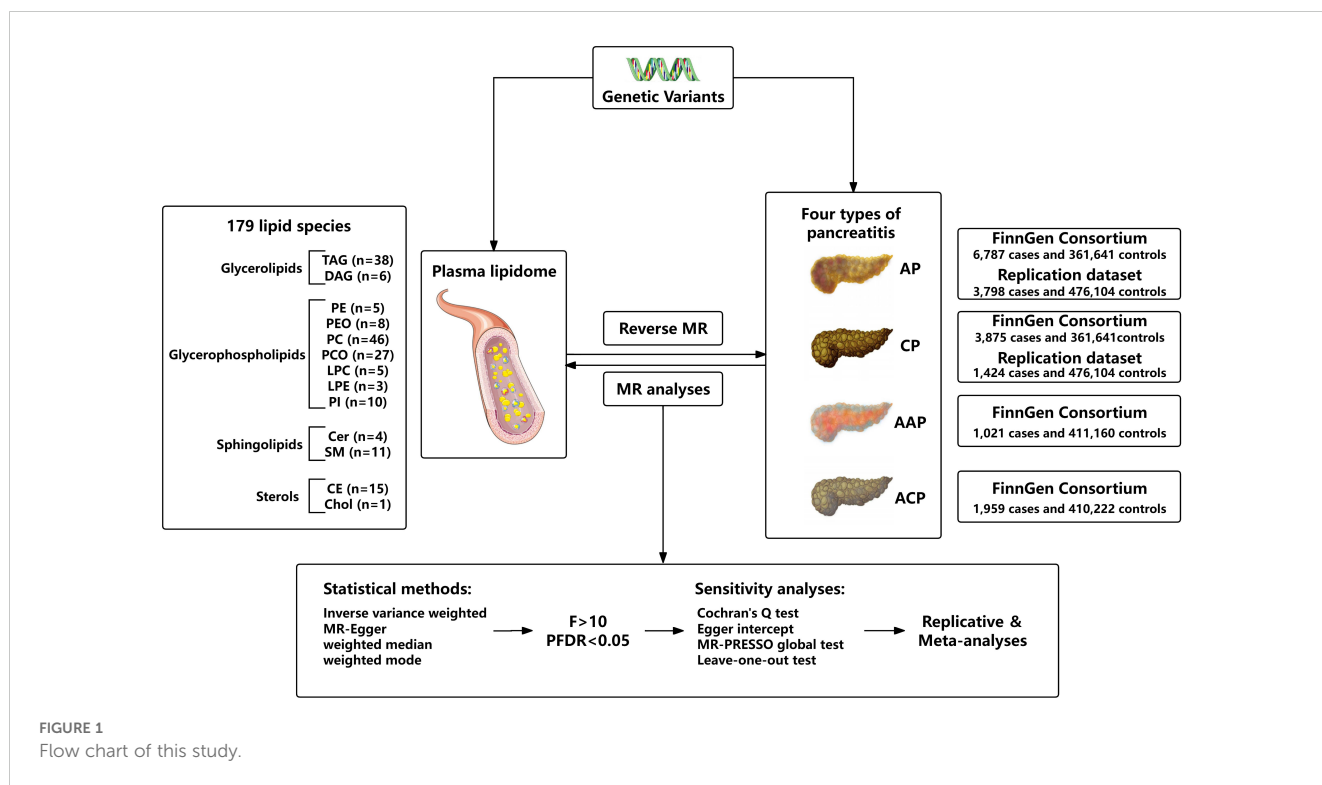 Genetic Variants
179 lipid species
Glycerolipids
TAG (n=38)
DAG (n=6)
Glycerophospholipids
PE (n=5)
PEO (n=8)
PC (n=46)
PCO (n=27)
LPC (n=5)
LPE (n=3)
PI (n=10)
Sphingolipids
Cer (n=4)
SM (n=11)
Sterols
CE (n=15)
Chol (n=1)
Plasma lipidome
Reverse MR
MR analyses
Four types of
pancreatitis
AP
CP
AAP
ACP
FinnGen Consortium
6,787 cases and 361,641 controls
Replication dataset
3,798 cases and 476,104 controls
FinnGen Consortium
3,875 cases and 361,641controls
Replication dataset
1,424 cases and 476,104 controls
FinnGen Consortium
1,021 cases and 411,160 controls
FinnGen Consortium
1,959 cases and 410,222 controls
Statistical methods:
Inverse variance weighted
MR-Egger
weighted median
weighted mode
F>10
PFDR<0.05
Sensitivity analyses:
Cochran's Q test
Egger intercept
MR-PRESSO global test
Leave-one-out test
Replicative &
Meta-analyses
FIGURE 1
Flow chart of this study.